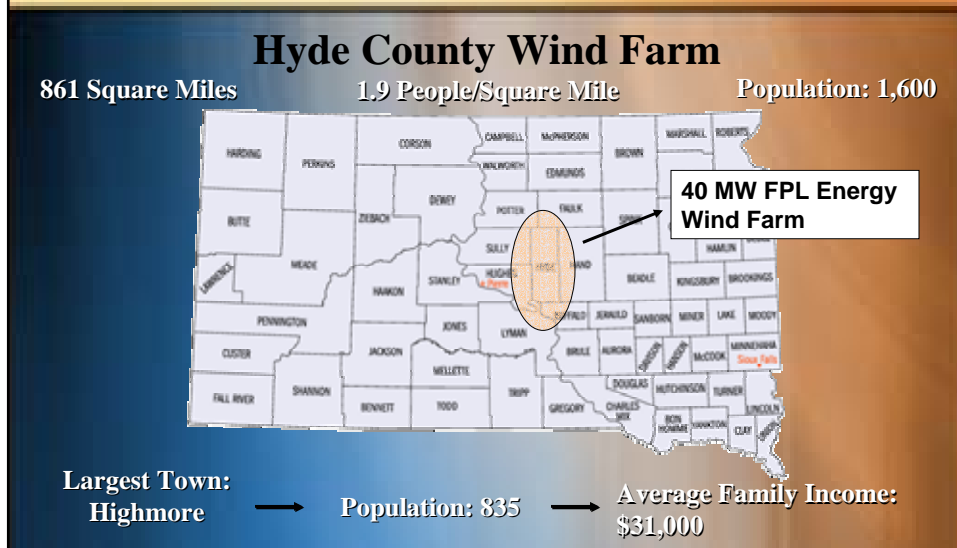 Hyde County Wind Farm
861 Square Miles 1.9 People/Square Mile Population: 1,600
HARDING PERKINS CORSON CAMPBELL McPHERSON BROWN MARSHALL ROBERTS
WALWORTH EDMUNDS
BUTTE ZIEBACH DEWEY POTTER FAULK
40 MW FPL Energy
Wind Farm
MEADE SULLY HAMLIN
LAWRENCE HAAKON STANLEY HUGHES HYDE HAND BEADLE KINGSBURY BROOKINGS
Pierre
PENNINGTON JONES LYMAN BUFFALO JERAULD SANBORN MINER LAKE MOODY
CUSTER JACKSON BRULE AURORA DAVISON HANSON McCOOK MINNEHAHA
Sioux Falls
MELLETTE
FALL RIVER SHANNON BENNETT TODD TRIPP GREGORY CHARLES MIX DOUGLAS HUTCHINSON TURNER LINCOLN
BON HOMME YANKTON CLAY UNION
Largest Town:
Highmore
Population: 835
Average Family Income:
$31,000